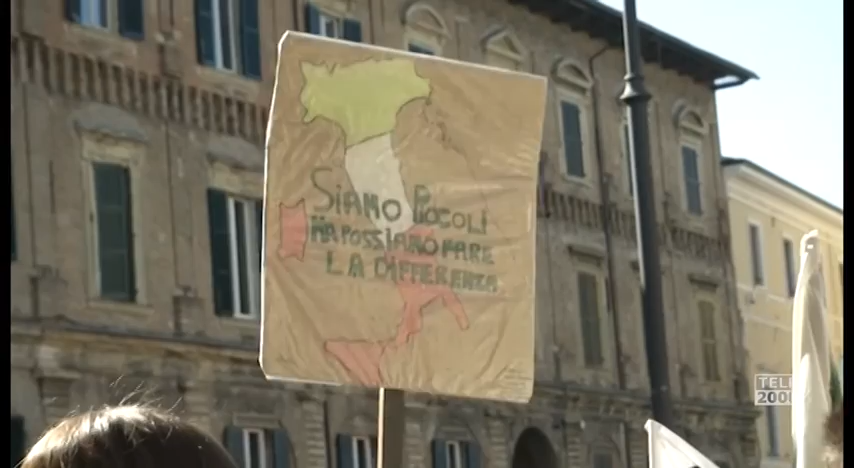 SiAMO PiCCOLi
MA POSSIAMO FARE
LA DIFFERENZA
TELE
2000